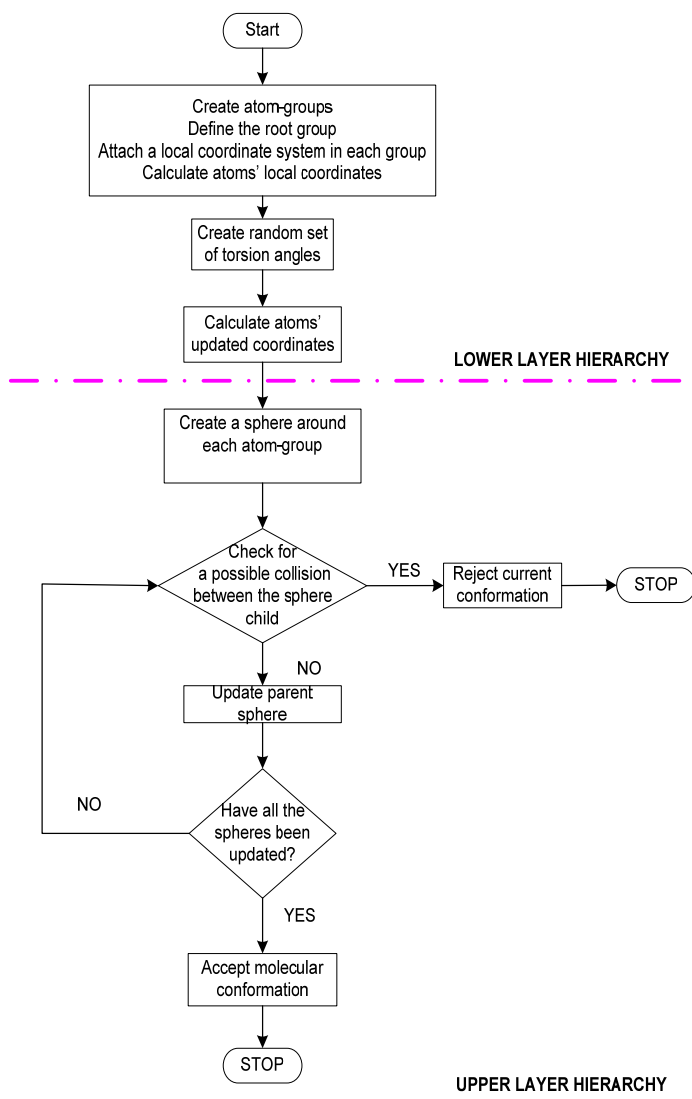 Start
Create atom-groups
Define the root group
Attach a local coordinate system in each group
Calculate atoms' local coordinates
Create random set
of torsion angles
Calculate atoms'
updated coordinates
LOWER LAYER HIERARCHY
Create a sphere around
each atom-group
Check for
a possible collision
between the sphere
child
YES
Reject current
conformation
STOP
NO
Update parent
sphere
NO
Have all the
spheres been
updated?
YES
Accept molecular
conformation
STOP
UPPER LAYER HIERARCHY